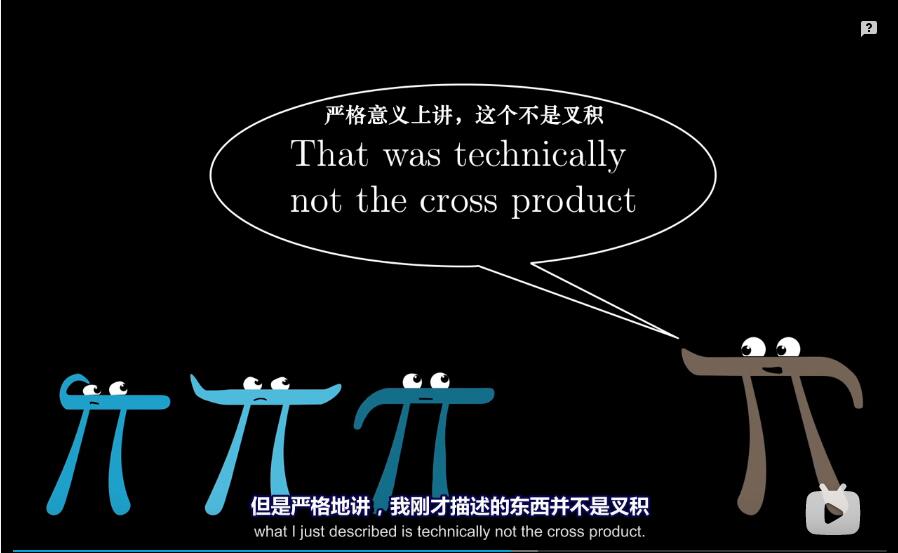 严格意义上讲，这个不是叉积
That was technically
not the cross product
但是严格地讲，我刚才描述的东西并不是叉积
what I just described is technically not the cross product.